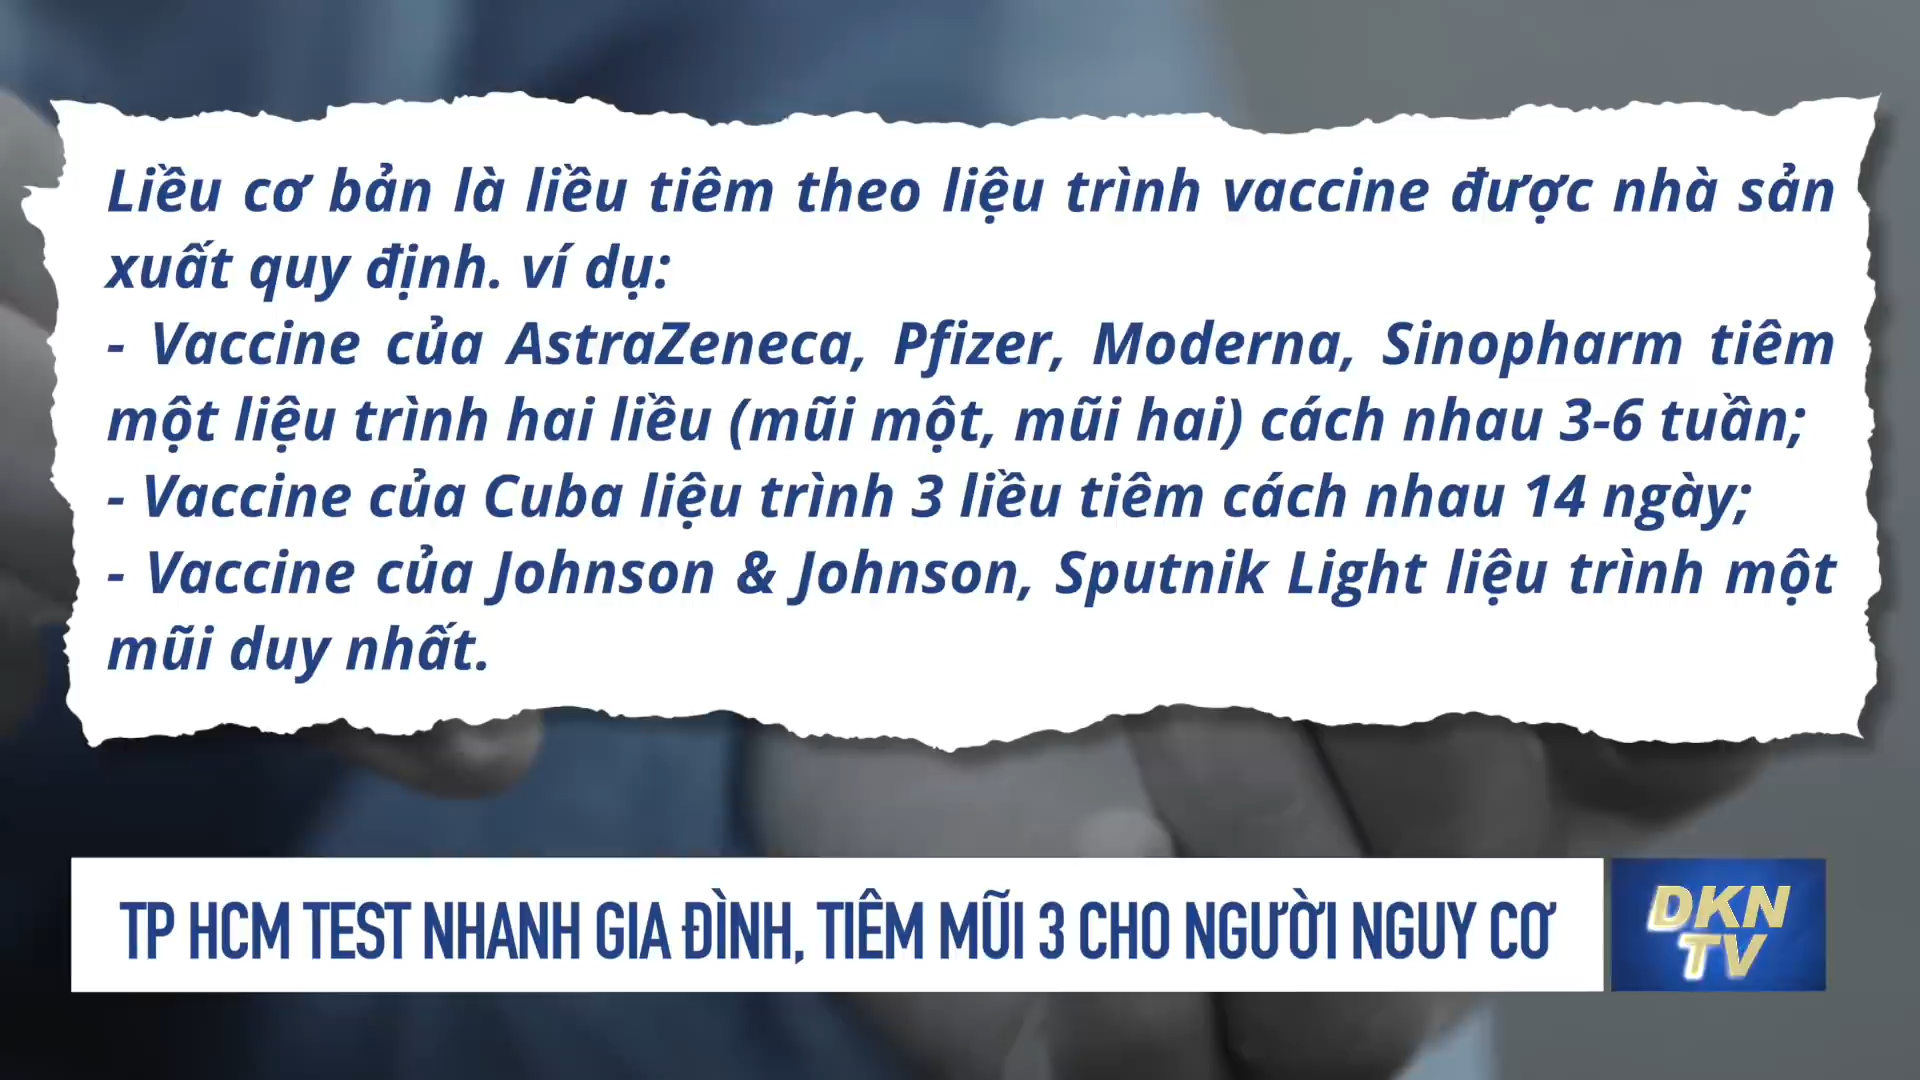 Liều cơ bản là liều tiêm theo liệu trình vaccine được nhà sản
xuất quy định. ví dụ:
- Vaccine của AstraZeneca, Pfizer, Moderna, Sinopharm tiêm
một liệu trình hai liều (mũi một, mũi hai) cách nhau 3-6 tuần;
- Vaccine của Cuba liệu trình 3 liều tiêm cách nhau 14 ngày;
- Vaccine của Johnson & Johnson, Sputnik Light liệu trình một
mũi duy nhất.
TP HCM TEST NHANH GIA ĐÌNH, TIÊM MŨI 3 CHO NGƯỜI NGUY CƠ
DKN
TV